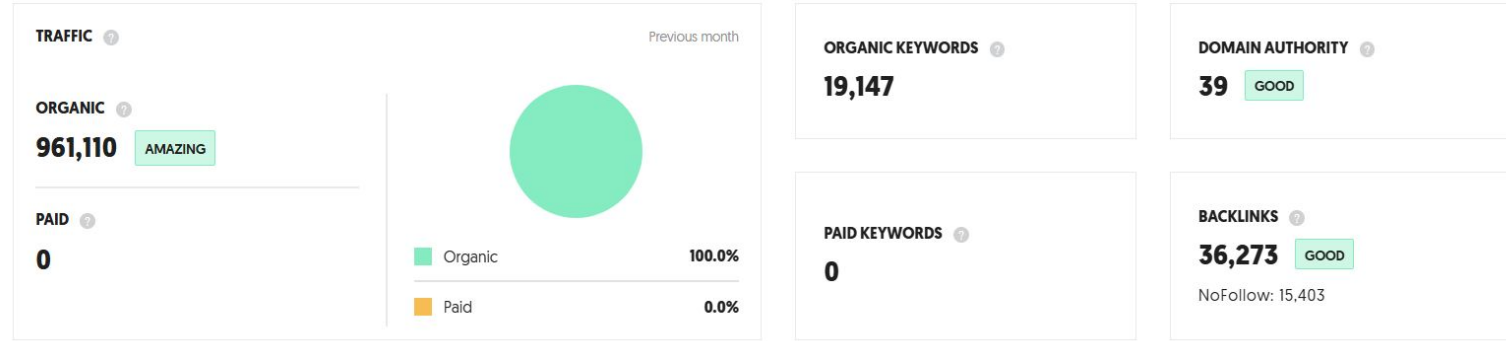 TRAFFIC ?
Previous month
ORGANIC ?
961,110 AMAZING
PAID ?
0
Organic 100.0%
Paid 0.0%
ORGANIC KEYWORDS ?
19,147
DOMAIN AUTHORITY ?
39 GOOD
PAID KEYWORDS ?
0
BACKLINKS ?
36,273 GOOD
NoFollow: 15,403